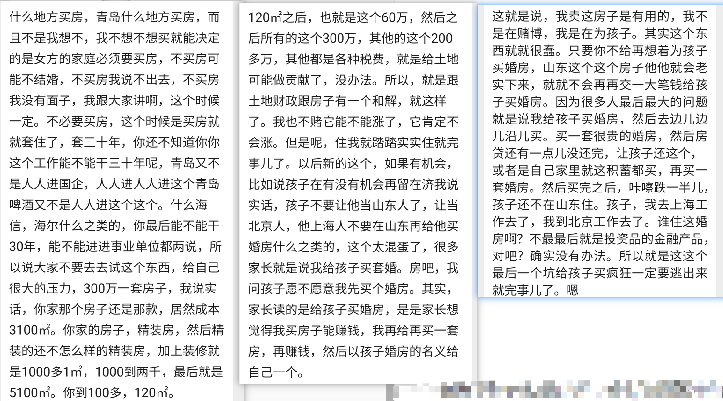 什么地方买房，青岛什么地方买房，而
且不是我想不，我不想不想买就能决定
的是女方的家庭必须要买房，不买房可
能不结婚，不买房我说不出去，不买房
我没有面子，我跟大家讲啊，这个时候
一定。不必要买房，这个时候是买房就
就套住了，套二十年，你还不知道你你
这个工作能不能干三十年呢，青岛又不
是人人进国企，人人进人人进这个青岛
啤酒又不是人人进这个这个。什么海
信，海尔什么之类的，你最后能不能干
30年，能不能进进事业单位都两说，所
以说大家不要去去试这个东西，给自己
很大的压力，300万一套房子，我说实
话，你家那个房子还是那款，居然成本
3100㎡。你家的房子，精装房，然后精
装的还不怎么样的精装房，加上装修就
是1000多1㎡，1000到两千，最后就是
5100㎡。你到100多，120㎡。
120㎡之后，也就是这个60万，然后之
后所有的这个300万，其他的这个200
多万，其他都是各种税费，就是给土地
可能做贡献了，没办法。所以，就是跟
土地财政跟房子有一个和解，就这样
了。我也不赌它能不能涨了，它肯定不
会涨。但是呢，住我就踏踏实实住就完
事儿了。以后新的这个，如果有机会，
比如说孩子在有没有机会再留在济我说
实话，孩子不要让他当山东人了，让当
北京人，他上海人不要在山东再给他买
婚房什么之类的，这个太混蛋了，很多
家长就是说我给孩子买套婚。房吧，我
问孩子愿不愿意我先买个婚房。其实，
家长读的是给孩子买婚房，是是家长想
觉得我买房子能赚钱，我再给再买一套
房，再赚钱，然后以孩子婚房的名义给
自己一个。
这就是说，我卖这房子是有用的，我不
是在赌博，我是在为孩子。其实这个东
西就就很蠢。只要你不给再想着为孩子
买婚房，山东这个这个房子他他就会老
实下来，就就不会再再交一大笔钱给孩
子买婚房。因为很多人最后最大的问题
就是说我给孩子买婚房，然后去边儿边
儿沿儿买。买一套很贵的婚房，然后房
贷还有一点儿没还完，让孩子还这个，
或者是自己家里就这积蓄都买，再买一
套婚房。然后买完之后，咔嚓跌一半儿，
孩子还不在山东住。孩子，我去上海工
作去了，我到北京工作去了。谁住这婚
房啊？不最最后就是投资品的金融产品，
对吧？确实没有办法。所以就是这这个
最后一个坑给孩子买疯狂一定要逃出来
就完事儿了。嗯